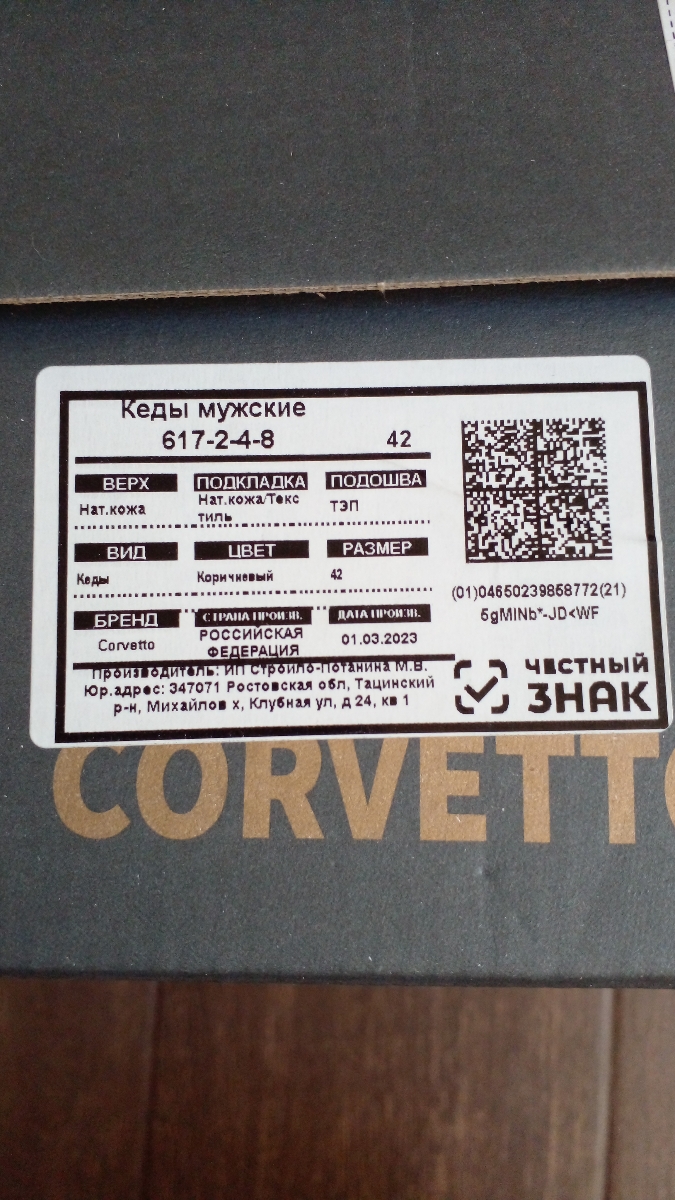 Кеды мужские
617-2-4-8 42
ВЕРХ ПОДКЛАДКА ПОДОШВА
Нат.кожа Нат.кожа/Текс ТЭП
тиль
ВИД ЦВЕТ РАЗМЕР
Кеды Коричневый 42
БРЕНД СТРАНА ПРОИЗВ. ДАТА ПРОИЗВ.
Corvetto РОССИЙСКАЯ 01.03.2023
ФЕДЕРАЦИЯ
Производитель: ИП Строило-Потанина М.В.
Юр.адрес: 347071 Ростовская обл, Тацинский
р-н, Михайлов х, Клубная ул, д 24, кв 1
(01)04650239858772(21)
5gMINb*-JD<WF
ЧЕСТНЫЙ
ЗНАК
CORVETTO